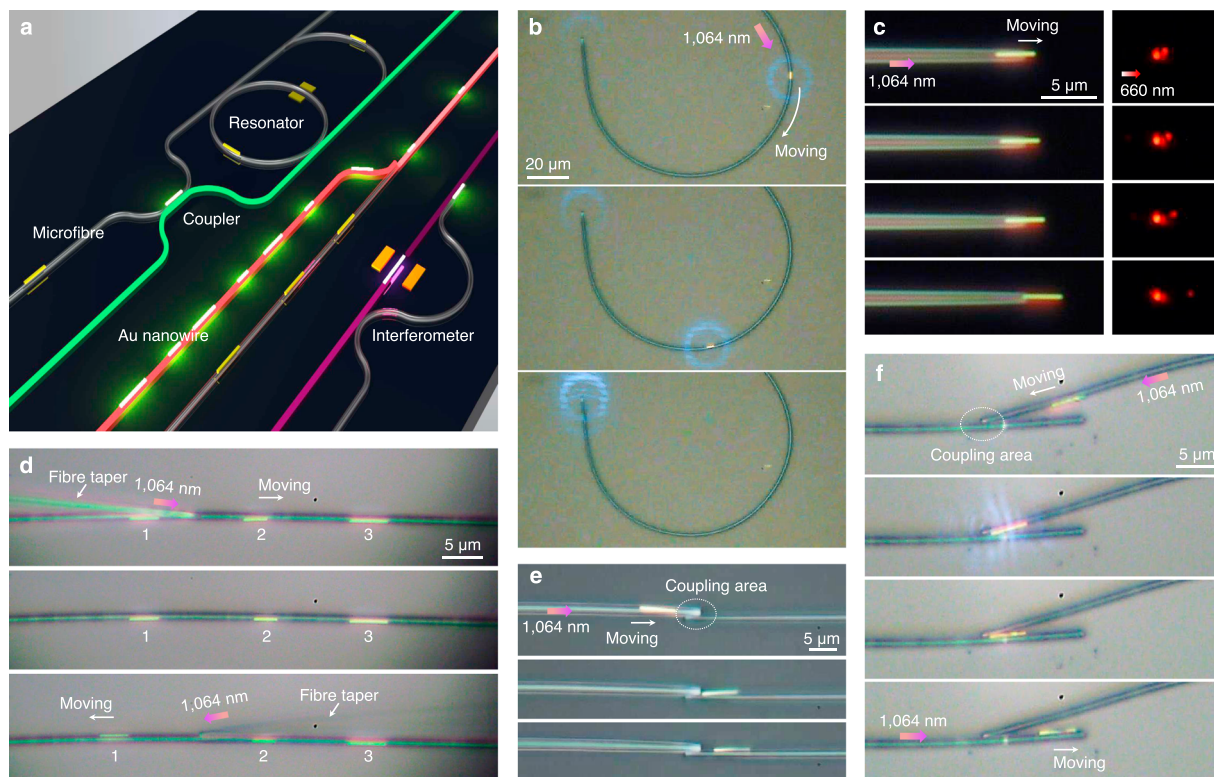 a
Resonator
Coupler
Microfibre
Au nanowire
Interferometer
b
1,064 nm
Moving
20 µm
c
Moving
1,064 nm
5 µm
660 nm
d
Fibre taper
1,064 nm
Moving
1
2
3
5 µm
1
2
3
Moving
1,064 nm
Fibre taper
1
2
3
e
Coupling area
1,064 nm
Moving
5 µm
f
Moving
1,064 nm
Coupling area
5 µm
1,064 nm
Moving